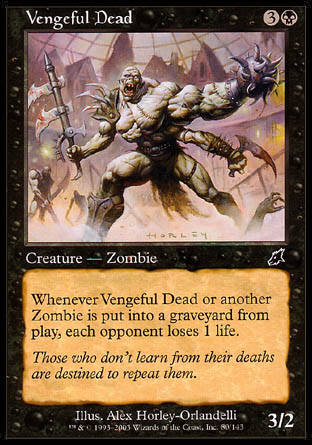 Vengeful Dead 3
HORLEY
Creature — Zombie
Whenever Vengeful Dead or another
Zombie is put into a graveyard from
play, each opponent loses 1 life.
Those who don't learn from their deaths
are destined to repeat them.
Illus. Alex Horley-Orlandelli
™ & © 1993-2003 Wizards of the Coast, Inc. 80/143
3/2